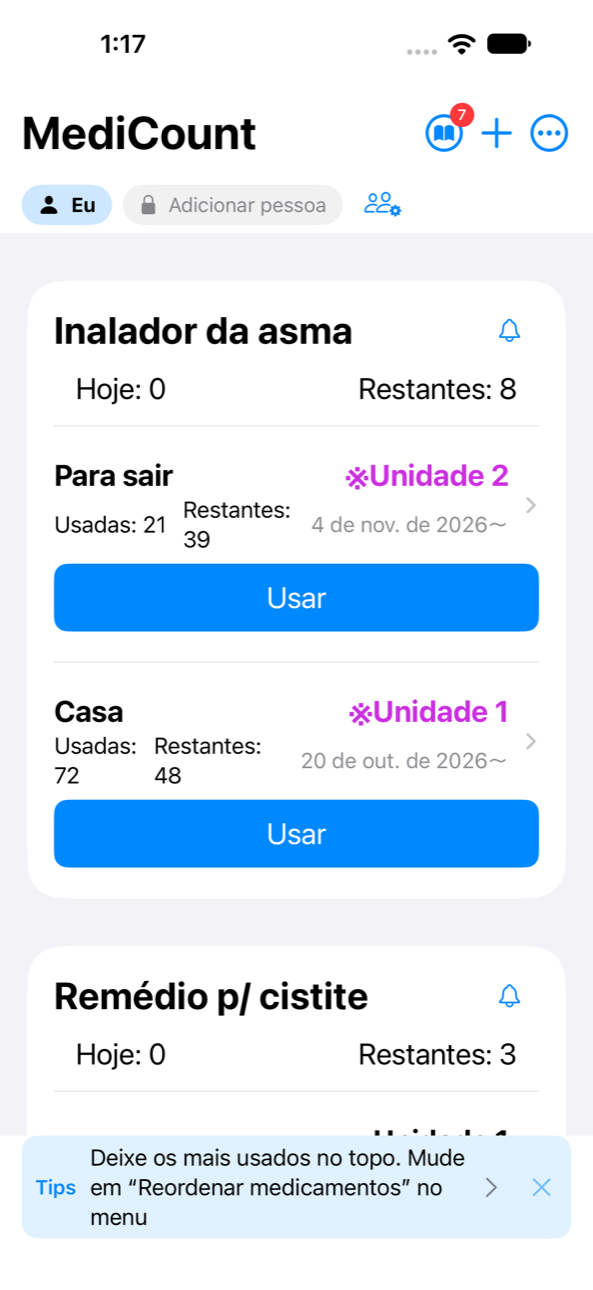 1:17
MediCount
7
Eu
Adicionar pessoa
Inalador da asma
Hoje: 0
Restantes: 8
Para sair
※Unidade 2
Usadas: 21
Restantes:
39
4 de nov. de 2026～
Usar
Casa
※Unidade 1
Usadas:
72
Restantes:
48
20 de out. de 2026～
Usar
Remédio p/ cistite
Hoje: 0
Restantes: 3
Unidade 1
Tips
Deixe os mais usados no topo. Mude
em “Reordenar medicamentos” no
menu